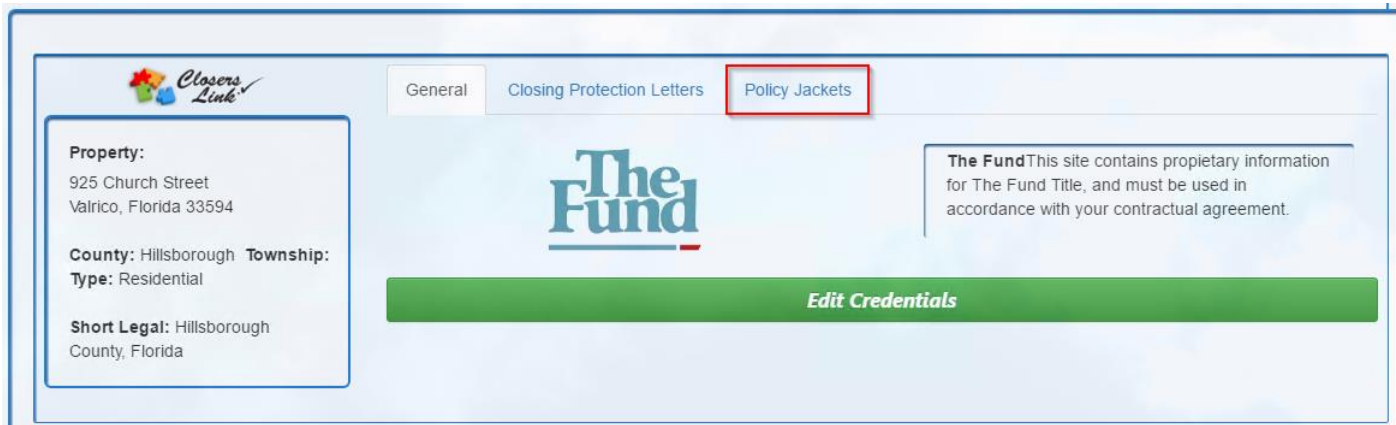 Closers
Link
General Closing Protection Letters Policy Jackets
Property:
925 Church Street
Valrico, Florida 33594
County: Hillsborough Township:
Type: Residential
Short Legal: Hillsborough
County, Florida
The
Fund
The FundThis site contains propietary information
for The Fund Title, and must be used in
accordance with your contractual agreement.
Edit Credentials